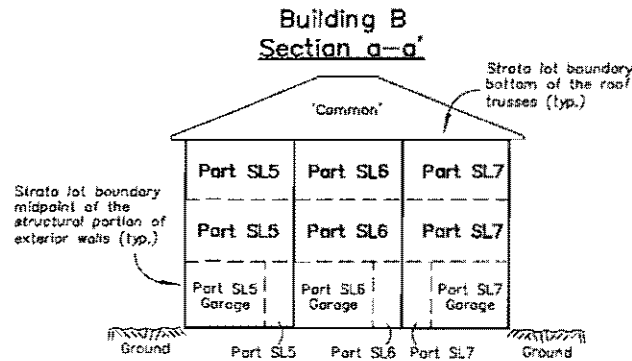 Building B
Section a-a'
Strata lot boundary
bottom of the roof
trusses (typ.)
'Common'
Strata lot boundary
midpoint of the
structural portion of
exterior walls (typ.)
Part SL5 Part SL6 Part SL7
Part SL5 Part SL6 Part SL7
Part SL5
Garage
Part SL6
Garage
Part SL7
Garage
Ground Part SL5 Part SL6 Part SL7 Ground